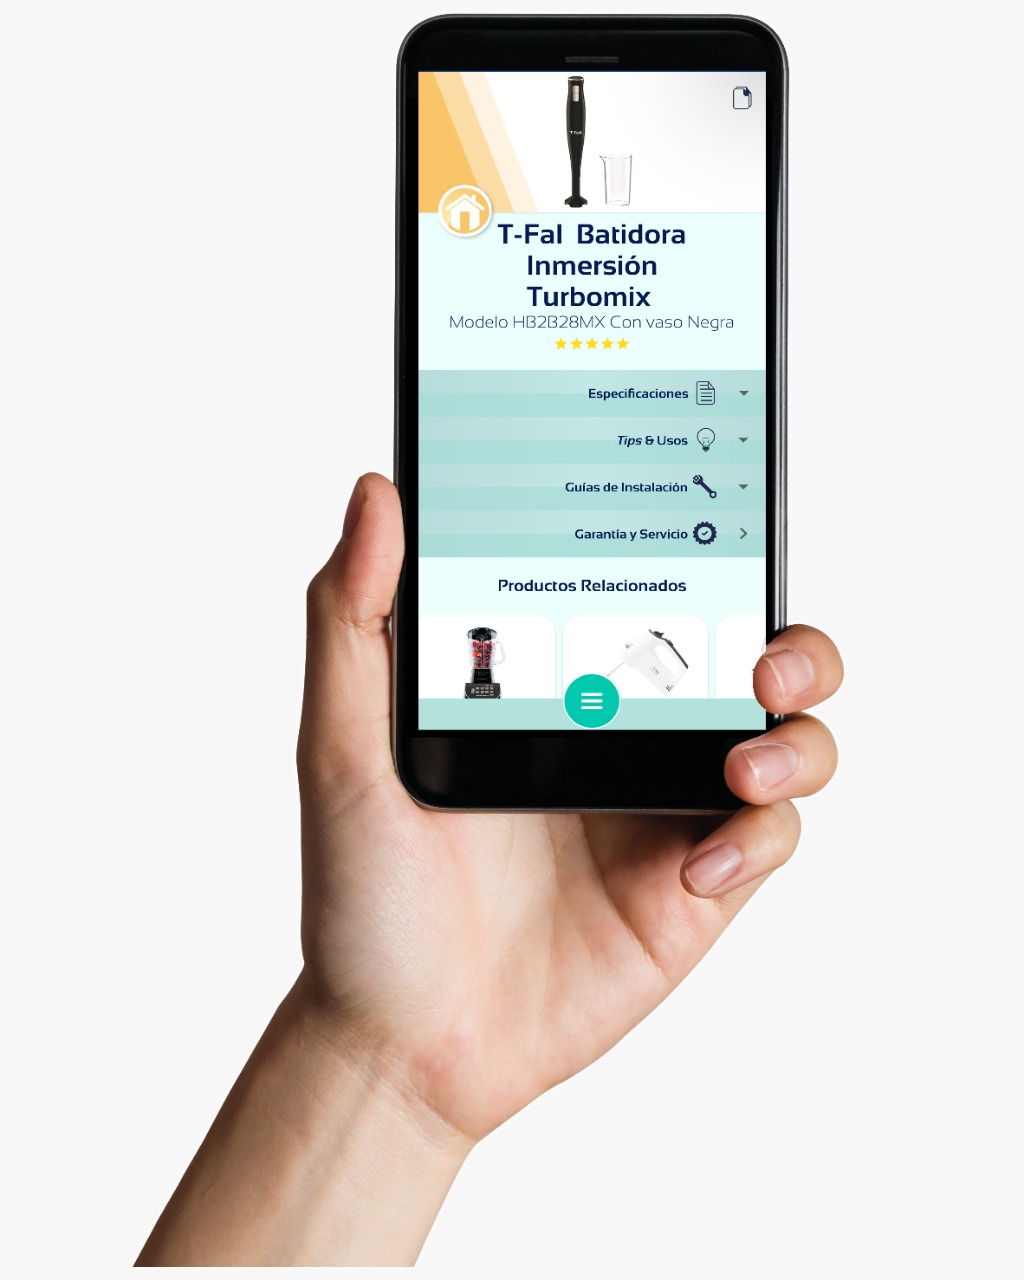 T-Fal
T-Fal Batidora
Inmersión
Turbomix
Modelo HB2B28MX Con vaso Negra
Especificaciones
Tips & Usos
Guías de Instalación
Garantía y Servicio
Productos Relacionados